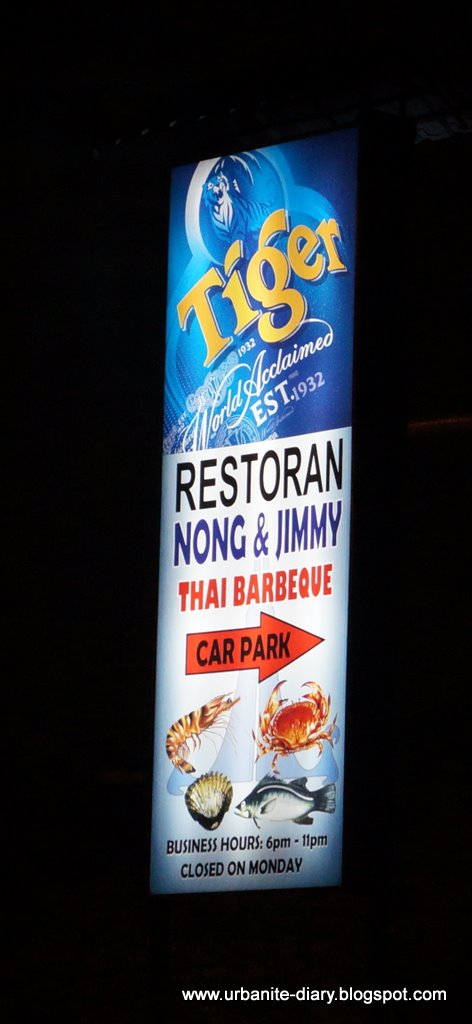 Tiger
1932
World Acclaimed
EST.1932
RESTORAN
NONG & JIMMY
THAI BARBEQUE
CAR PARK
BUSINESS HOURS: 6pm - 11pm
CLOSED ON MONDAY
www.urbanite-diary.blogspot.com